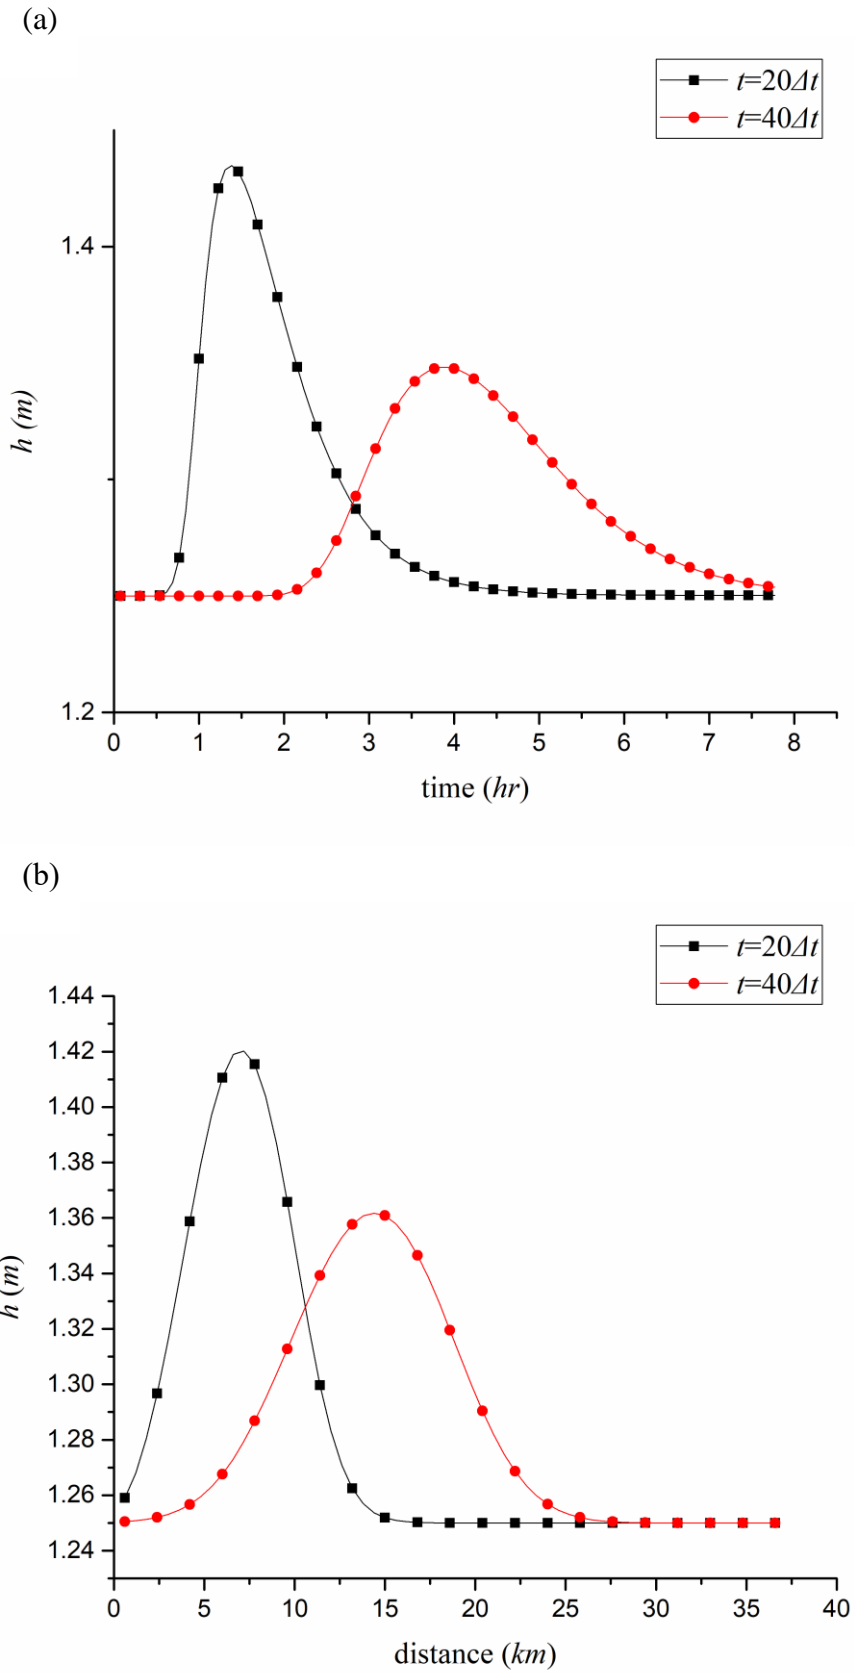 (a)
t=20Δt
t=40Δt
1.4
h (m)
1.2
0 1 2 3 4 5 6 7 8
time (hr)
(b)
t=20Δt
t=40Δt
1.44
1.42
1.40
1.38
1.36
1.34
h (m)
1.32
1.30
1.28
1.26
1.24
0 5 10 15 20 25 30 35 40
distance (km)